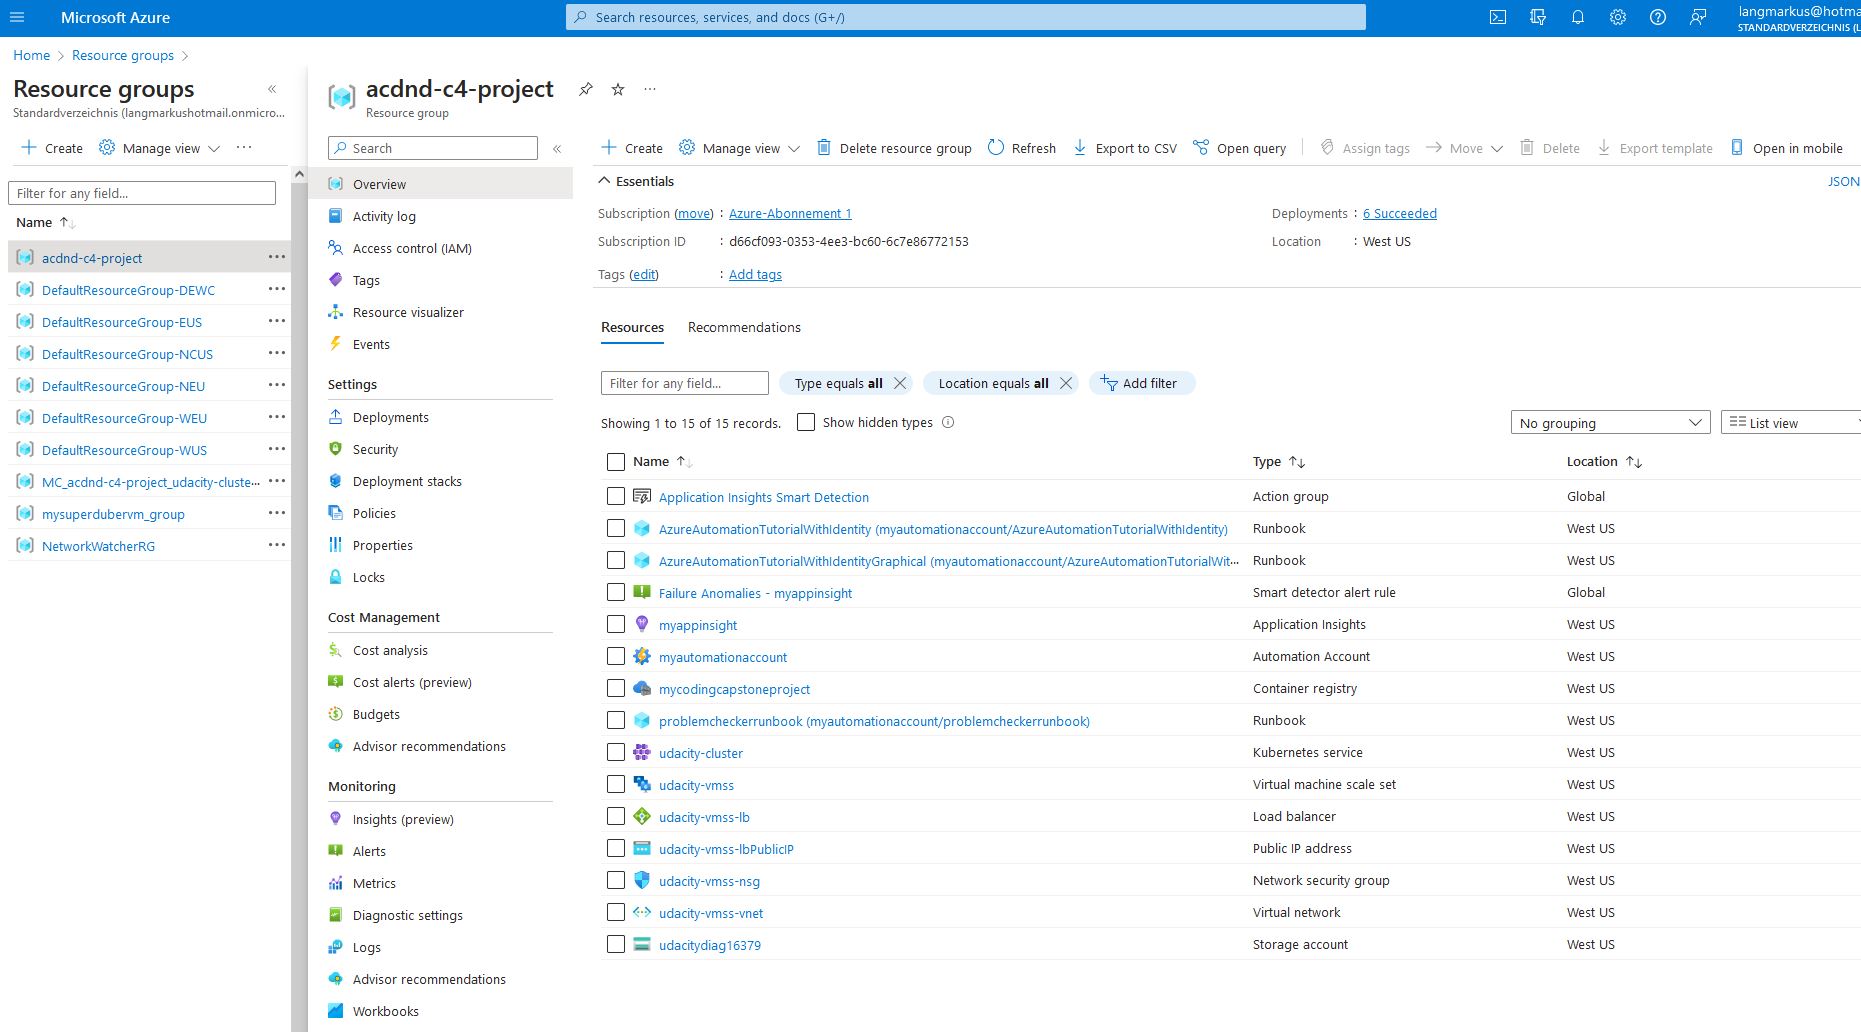 Microsoft Azure
Search resources, services, and docs (G+/)
langmarkus@hotma
STANDARDVERZEICHNIS (L
Home > Resource groups >
Resource groups «
Standardverzeichnis (langmarkushotmail.onmicro...
+ Create Manage view ...
Filter for any field...
Name ↑↓
acdnd-c4-project ...
DefaultResourceGroup-DEWC ...
DefaultResourceGroup-EUS ...
DefaultResourceGroup-NCUS ...
DefaultResourceGroup-NEU ...
DefaultResourceGroup-WEU ...
DefaultResourceGroup-WUS ...
MC_acdnd-c4-project_udacity-cluste... ...
mysuperdubervm_group ...
NetworkWatcherRG ...
acdnd-c4-project ...
Resource group
Search «
Overview
Activity log
Access control (IAM)
Tags
Resource visualizer
Events
Settings
Deployments
Security
Deployment stacks
Policies
Properties
Locks
Cost Management
Cost analysis
Cost alerts (preview)
Budgets
Advisor recommendations
Monitoring
Insights (preview)
Alerts
Metrics
Diagnostic settings
Logs
Advisor recommendations
Workbooks
+ Create Manage view Delete resource group Refresh Export to CSV Open query Assign tags Move Delete Export template Open in mobile
Essentials JSON
Subscription (move) : Azure-Abonnement 1 Deployments : 6 Succeeded
Subscription ID : d66cf093-0353-4ee3-bc60-6c7e86772153 Location : West US
Tags (edit) : Add tags
Resources Recommendations
Filter for any field... Type equals all Location equals all Add filter
Showing 1 to 15 of 15 records. Show hidden types No grouping List view
Name ↑↓ Type ↑↓ Location ↑↓
Application Insights Smart Detection Action group Global
AzureAutomationTutorialWithIdentity (myautomationaccount/AzureAutomationTutorialWithIdentity) Runbook West US
AzureAutomationTutorialWithIdentityGraphical (myautomationaccount/AzureAutomationTutorialWit... Runbook West US
Failure Anomalies - myappinsight Smart detector alert rule Global
myappinsight Application Insights West US
myautomationaccount Automation Account West US
mycodingcapstoneproject Container registry West US
problemcheckerrunbook (myautomationaccount/problemcheckerrunbook) Runbook West US
udacity-cluster Kubernetes service West US
udacity-vmss Virtual machine scale set West US
udacity-vmss-lb Load balancer West US
udacity-vmss-lbPublicIP Public IP address West US
udacity-vmss-nsg Network security group West US
udacity-vmss-vnet Virtual network West US
udacitydiag16379 Storage account West US